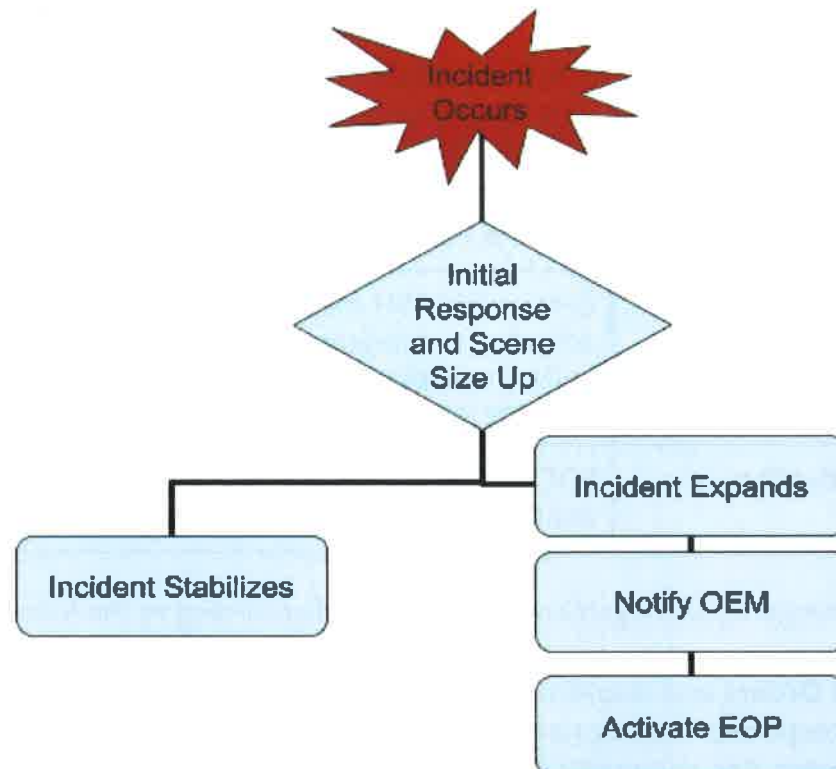 Incident
Occurs
Initial
Response
and Scene
Size Up
Incident Expands
Incident Stabilizes
Notify OEM
Activate EOP